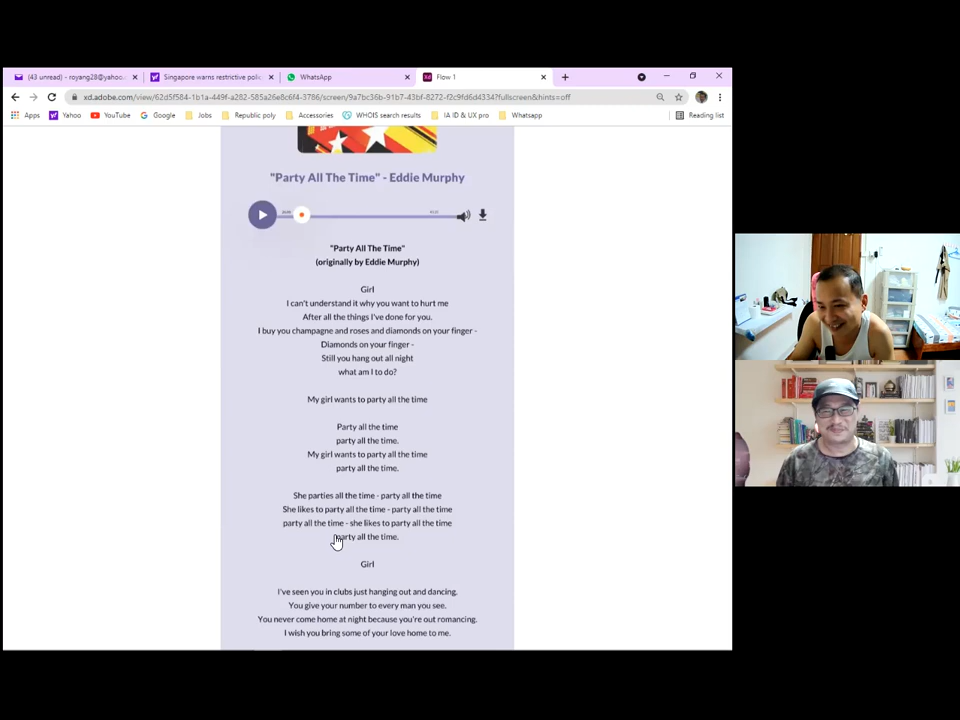 (43 unread) - royang28@yahoo.
Singapore warns restrictive poli
WhatsApp
Flow 1
xd.adobe.com/view/62d5f584-1b1a-449f-a282-585a26e8c6f4-3786/screen/9a7bc36b-91b7-43bf-8272-f2c9fd6d4334?fullscreen&hints=off
Apps
Yahoo
YouTube
Google
Jobs
Republic poly
Accessories
WHOIS search results
IA ID & UX pro
Whatsapp
Reading list
"Party All The Time" - Eddie Murphy
"Party All The Time"
(originally by Eddie Murphy)
Girl
I can't understand it why you want to hurt me
After all the things I've done for you.
I buy you champagne and roses and diamonds on your finger -
Diamonds on your finger -
Still you hang out all night
what am I to do?
My girl wants to party all the time
Party all the time
party all the time.
My girl wants to party all the time
party all the time.
She parties all the time - party all the time
She likes to party all the time - party all the time
party all the time - she likes to party all the time
party all the time.
Girl
I've seen you in clubs just hanging out and dancing.
You give your number to every man you see.
You never come home at night because you're out romancing.
I wish you bring some of your love home to me.